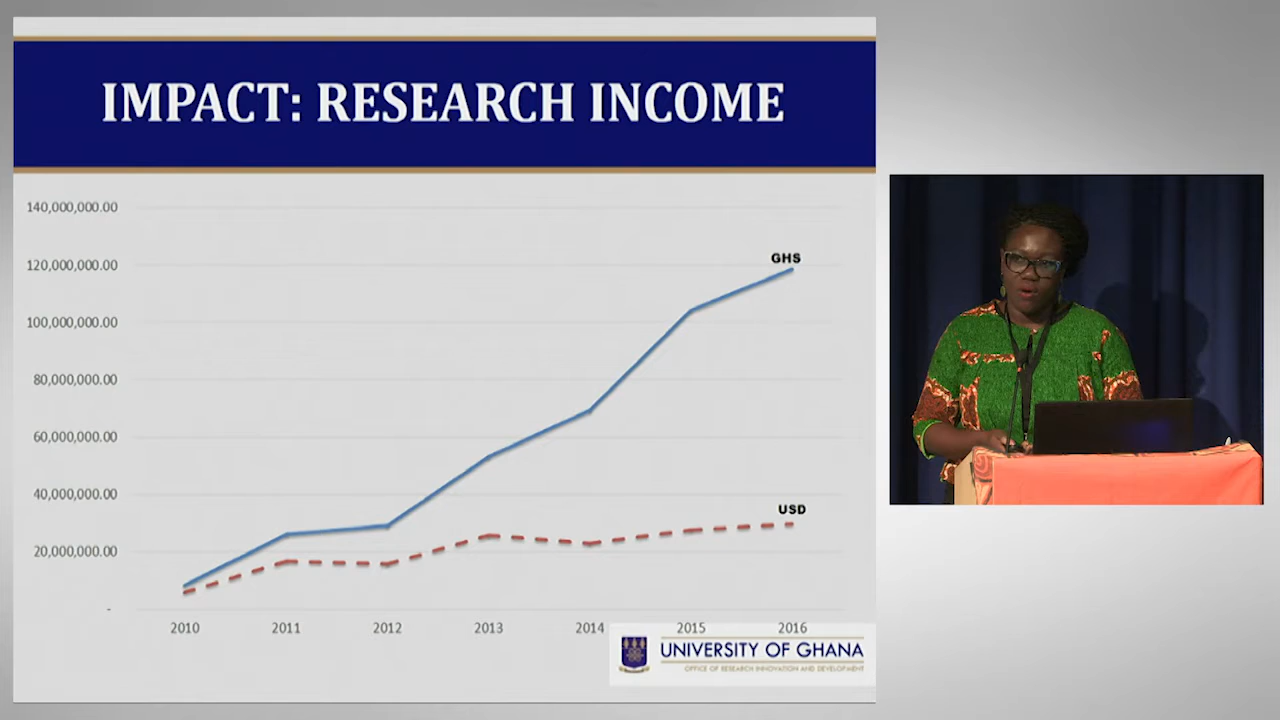 IMPACT: RESEARCH INCOME
140,000,000.00
120,000,000.00
100,000,000.00
80,000,000.00
60,000,000.00
40,000,000.00
20,000,000.00
-
GHS
USD
2010 2011 2012 2013 2014 2015 2016
UNIVERSITY OF GHANA
OFFICE OF RESEARCH INNOVATION AND DEVELOPMENT